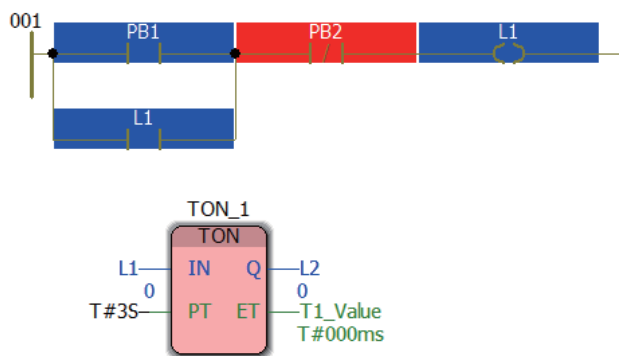 001
PB1 PB2 L1
L1
TON_1
TON
L1 IN Q L2
0 0
T#3S PT ET T1_Value
T#000ms